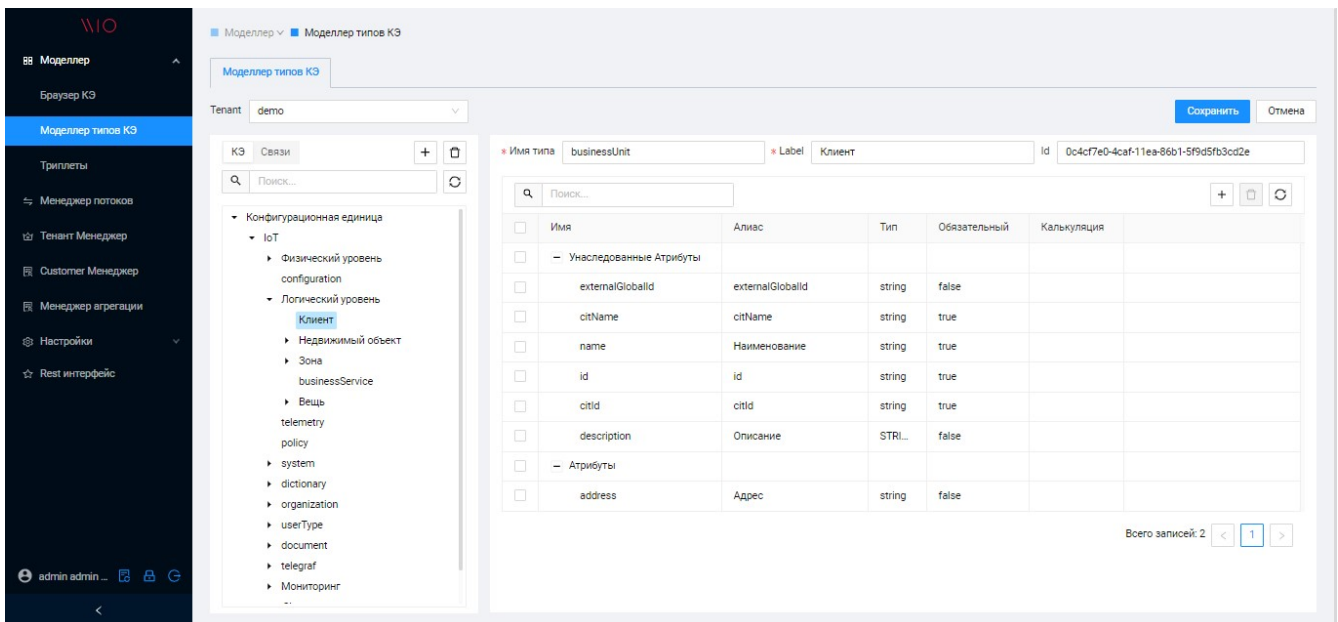 WIO
Моделлер
Браузер КЭ
Моделлер типов КЭ
Триплеты
Менеджер потоков
Тенант Менеджер
Customer Менеджер
Менеджер агрегации
Настройки
Rest интерфейс
admin admin ...
Моделлер Моделлер типов КЭ
Моделлер типов КЭ
Tenant demo
Сохранить Отмена
КЭ Связи
Поиск...
Конфигурационная единица
IoT
Физический уровень
configuration
Логический уровень
Клиент
Недвижимый объект
Зона
businessService
Вещь
telemetry
policy
system
dictionary
organization
userType
document
telegraf
Мониторинг
* Имя типа businessUnit * Label Клиент Id 0c4cf7e0-4caf-11ea-86b1-5f9d5fb3cd2e
Поиск...
Имя Алиас Тип Обязательный Калькуляция
Унаследованные Атрибуты
externalGlobalId externalGlobalId string false
citName citName string true
name Наименование string true
id id string true
citId citId string true
description Описание STRI... false
Атрибуты
address Адрес string false
Всего записей: 2 < 1 >